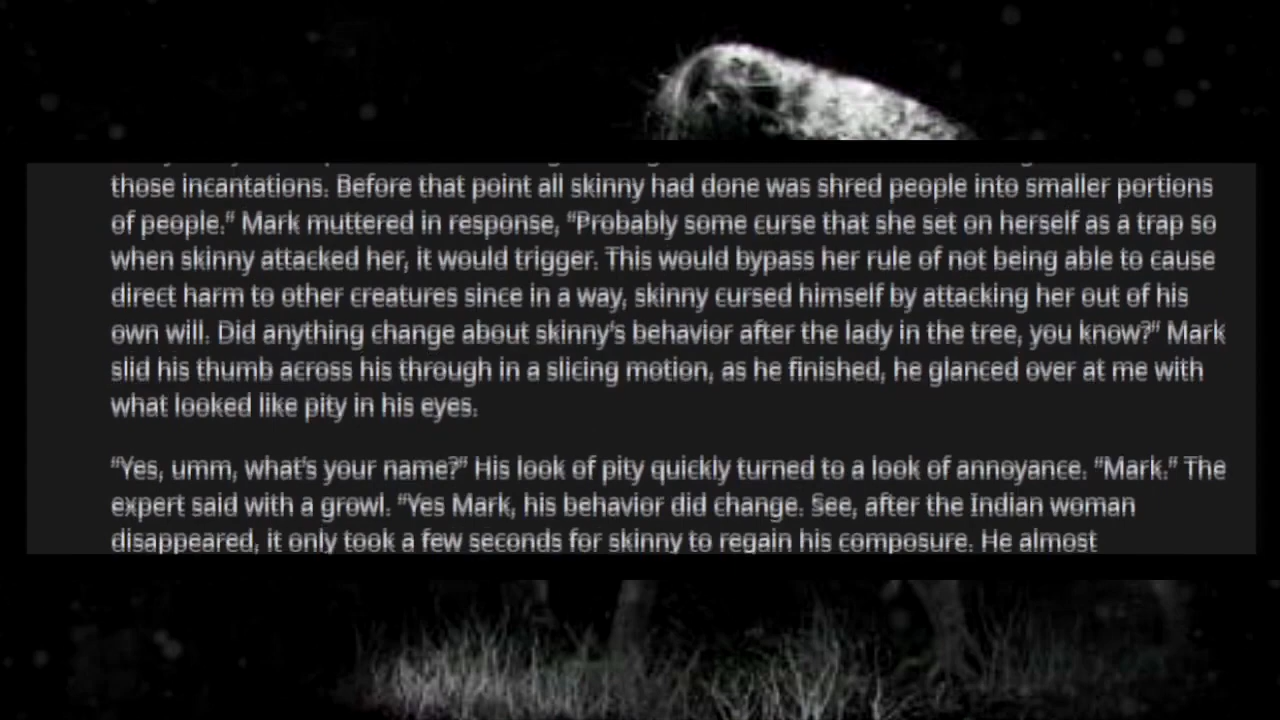 those incantations. Before that point all skinny had done was shred people into smaller portions
of people." Mark muttered in response, "Probably some curse that she set on herself as a trap so
when skinny attacked her, it would trigger. This would bypass her rule of not being able to cause
direct harm to other creatures since in a way, skinny cursed himself by attacking her out of his
own will. Did anything change about skinny's behavior after the lady in the tree, you know?" Mark
slid his thumb across his through in a slicing motion, as he finished, he glanced over at me with
what looked like pity in his eyes.
"Yes, umm, what's your name?" His look of pity quickly turned to a look of annoyance. "Mark." The
expert said with a growl. "Yes Mark, his behavior did change. See, after the Indian woman
disappeared, it only took a few seconds for skinny to regain his composure. He almost